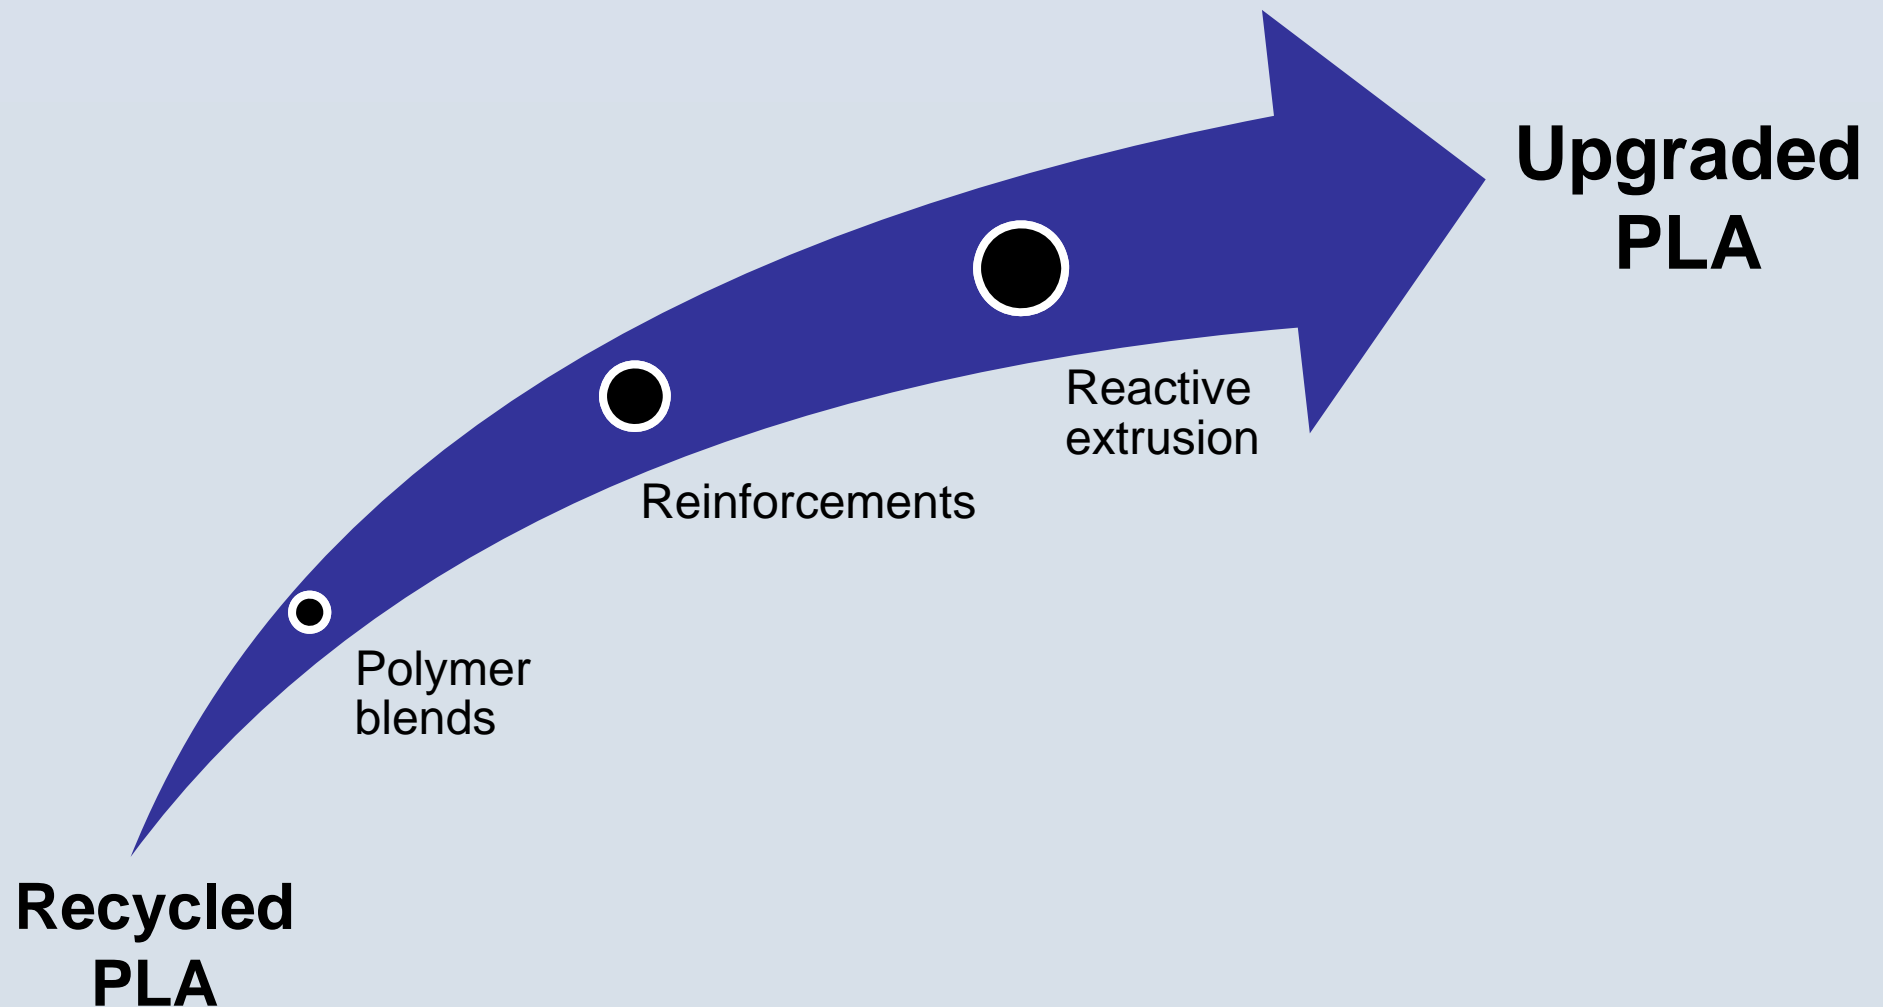 Upgraded
PLA
Reactive
extrusion
Reinforcements
Polymer
blends
Recycled
PLA